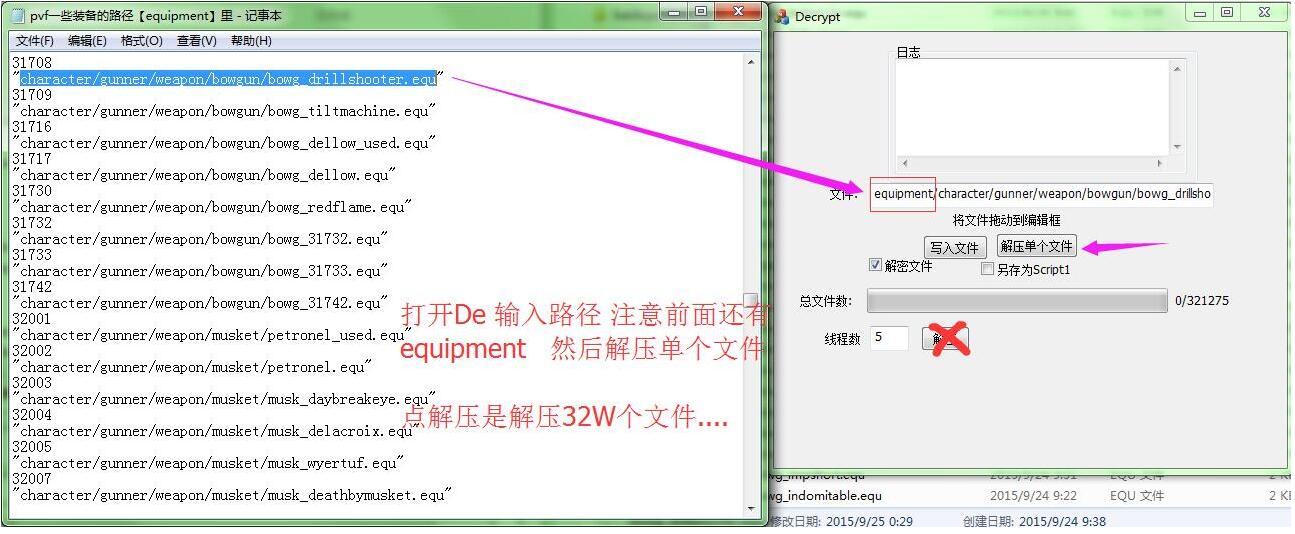 pvf一些装备的路径【equipment】里 - 记事本
文件(F) 编辑(E) 格式(O) 查看(V) 帮助(H)
31708
"character/gunner/weapon/bowgun/bowg_drillshooter.equ"
31709
"character/gunner/weapon/bowgun/bowg_tiltmachine.equ"
31716
"character/gunner/weapon/bowgun/bowg_dellow_used.equ"
31717
"character/gunner/weapon/bowgun/bowg_dellow.equ"
31730
"character/gunner/weapon/bowgun/bowg_redflame.equ"
31732
"character/gunner/weapon/bowgun/bowg_31732.equ"
31733
"character/gunner/weapon/bowgun/bowg_31733.equ"
31742
"character/gunner/weapon/bowgun/bowg_31742.equ"
32001
"character/gunner/weapon/musket/petronel_used.equ"
32002
"character/gunner/weapon/musket/petronel.equ"
32003
"character/gunner/weapon/musket/musk_daybreakeye.equ"
32004
"character/gunner/weapon/musket/musk_delacroix.equ"
32005
"character/gunner/weapon/musket/musk_wyertuf.equ"
32007
"character/gunner/weapon/musket/musk_deathbymusket.equ"
打开De 输入路径 注意前面还有
equipment 然后解压单个文件
点解压是解压32W个文件....
Decrypt
日志
文件: equipment/character/gunner/weapon/bowgun/bowg_drillsho
将文件拖动到编辑框
写入文件 解压单个文件
解密文件 另存为Script1
总文件数: 0/321275
线程数 5
wg_impshort.equ 2015/9/24 9:31 EQU 文件 2 K
wg_indomitable.equ 2015/9/24 9:22 EQU 文件 2 K
修改日期: 2015/9/25 0:29 创建日期: 2015/9/24 9:38